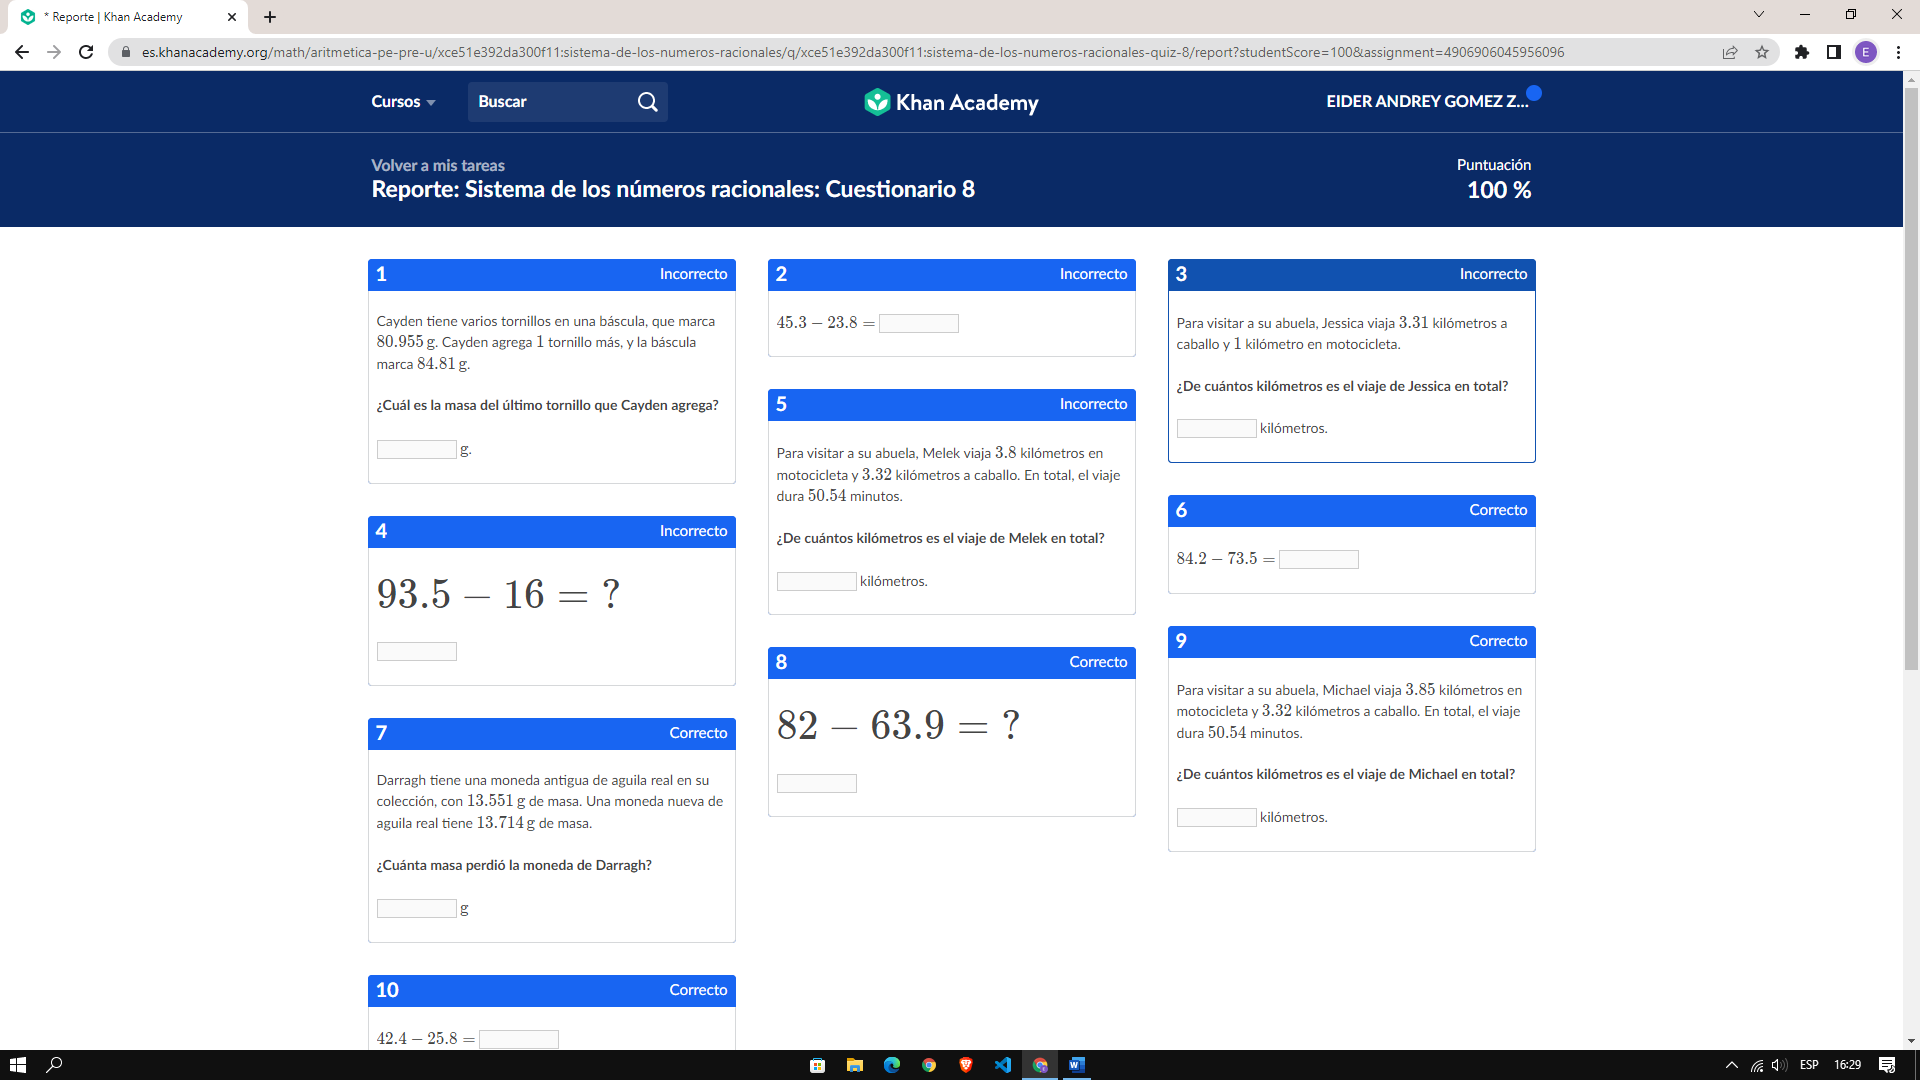 * Reporte | Khan Academy
es.khanacademy.org/math/aritmetica-pe-pre-u/xce51e392da300f11:sistema-de-los-numeros-racionales/q/xce51e392da300f11:sistema-de-los-numeros-racionales-quiz-8/report?studentScore=100&assignment=4906906045956096
E
Cursos
Buscar
Khan Academy
EIDER ANDREY GOMEZ Z...
Volver a mis tareas
Reporte: Sistema de los números racionales: Cuestionario 8
Puntuación
100 %
1 Incorrecto
Cayden tiene varios tornillos en una báscula, que marca
80.955 g. Cayden agrega 1 tornillo más, y la báscula
marca 84.81 g.
¿Cuál es la masa del último tornillo que Cayden agrega?
g.
2 Incorrecto
45.3 − 23.8 =
3 Incorrecto
Para visitar a su abuela, Jessica viaja 3.31 kilómetros a
caballo y 1 kilómetro en motocicleta.
¿De cuántos kilómetros es el viaje de Jessica en total?
kilómetros.
4 Incorrecto
93.5 − 16 = ?
5 Incorrecto
Para visitar a su abuela, Melek viaja 3.8 kilómetros en
motocicleta y 3.32 kilómetros a caballo. En total, el viaje
dura 50.54 minutos.
¿De cuántos kilómetros es el viaje de Melek en total?
kilómetros.
6 Correcto
84.2 − 73.5 =
7 Correcto
Darragh tiene una moneda antigua de aguila real en su
colección, con 13.551 g de masa. Una moneda nueva de
aguila real tiene 13.714 g de masa.
¿Cuánta masa perdió la moneda de Darragh?
g
8 Correcto
82 − 63.9 = ?
9 Correcto
Para visitar a su abuela, Michael viaja 3.85 kilómetros en
motocicleta y 3.32 kilómetros a caballo. En total, el viaje
dura 50.54 minutos.
¿De cuántos kilómetros es el viaje de Michael en total?
kilómetros.
10 Correcto
42.4 − 25.8 =
ESP
16:29